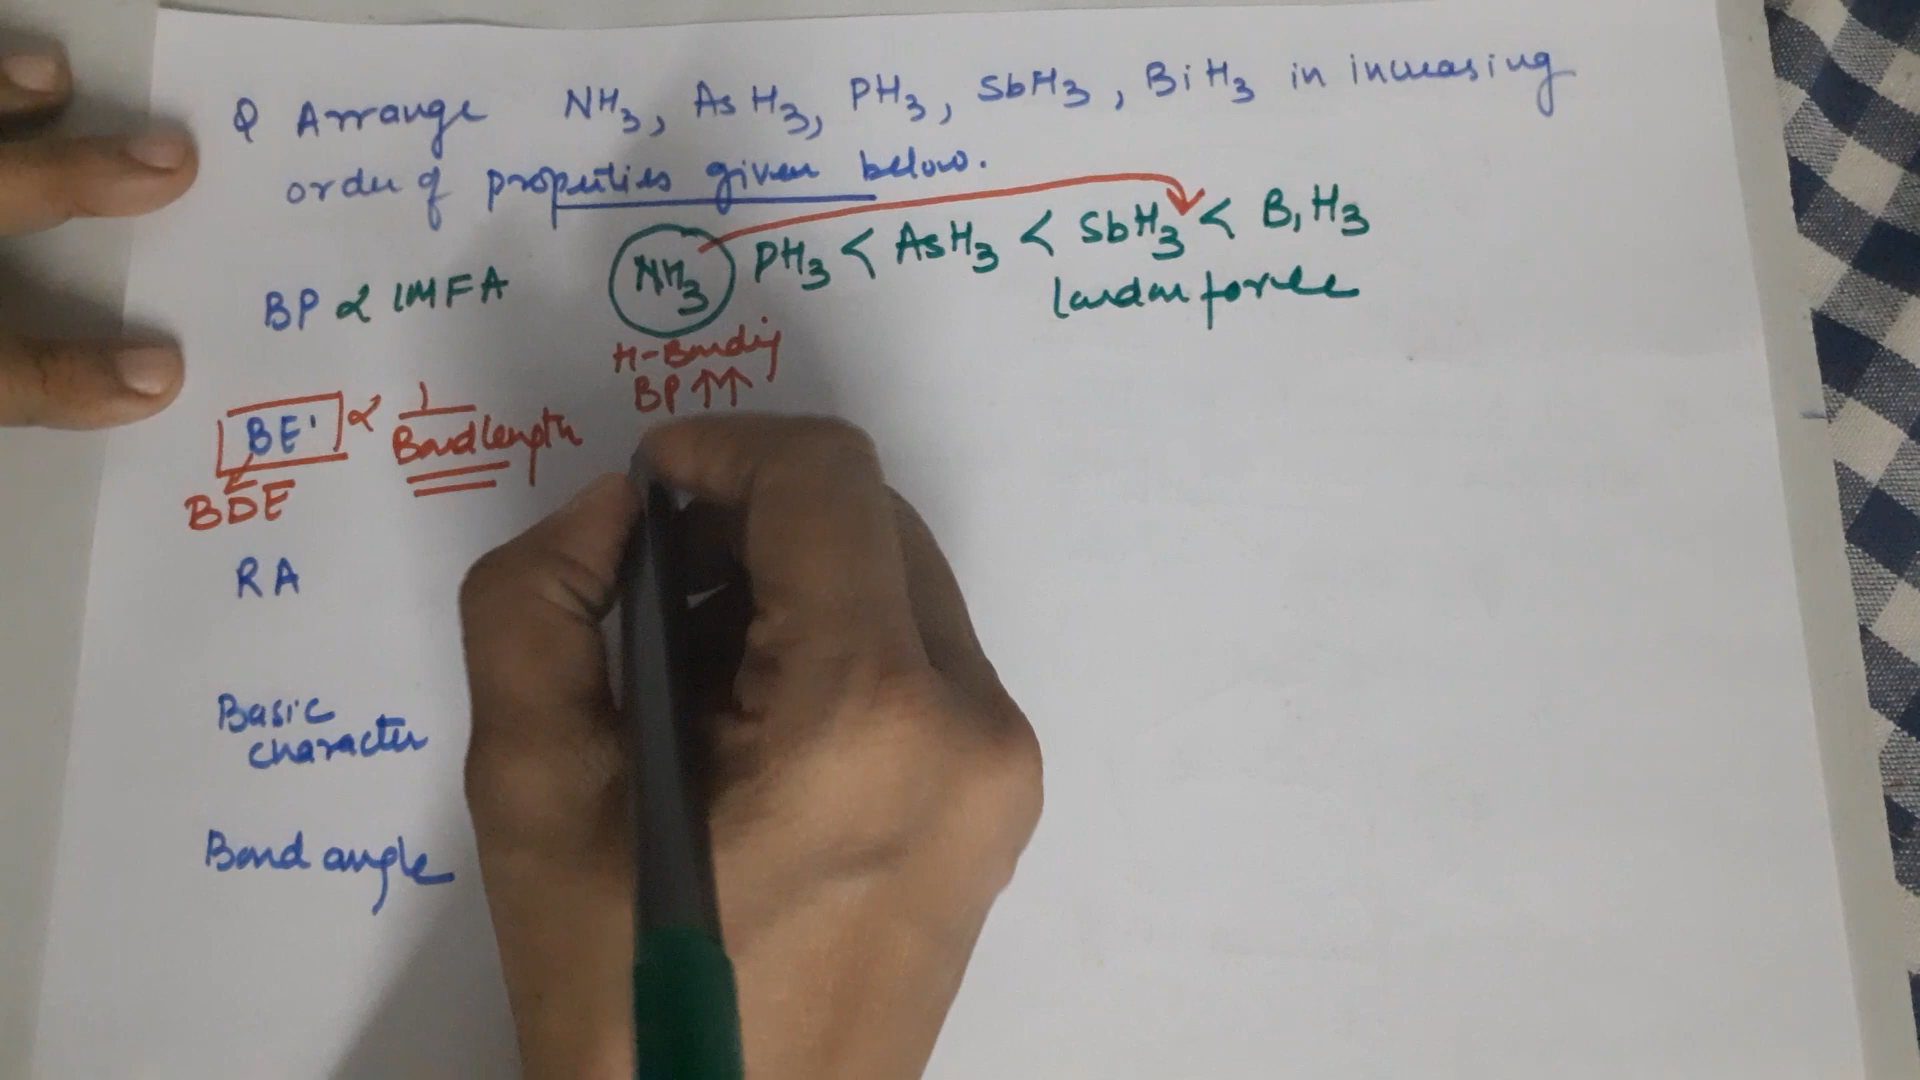 Q Arrange NH3, AsH3, PH3, SbH3, BiH3 in increasing
order of properties given below.
BP ∝ IMFA NH3 PH3 < AsH3 < SbH3 < BiH3
London force
H-Bonding
BP ↑↑
BE ∝ 1/Bond length
BDE
RA
Basic
character
Bond angle